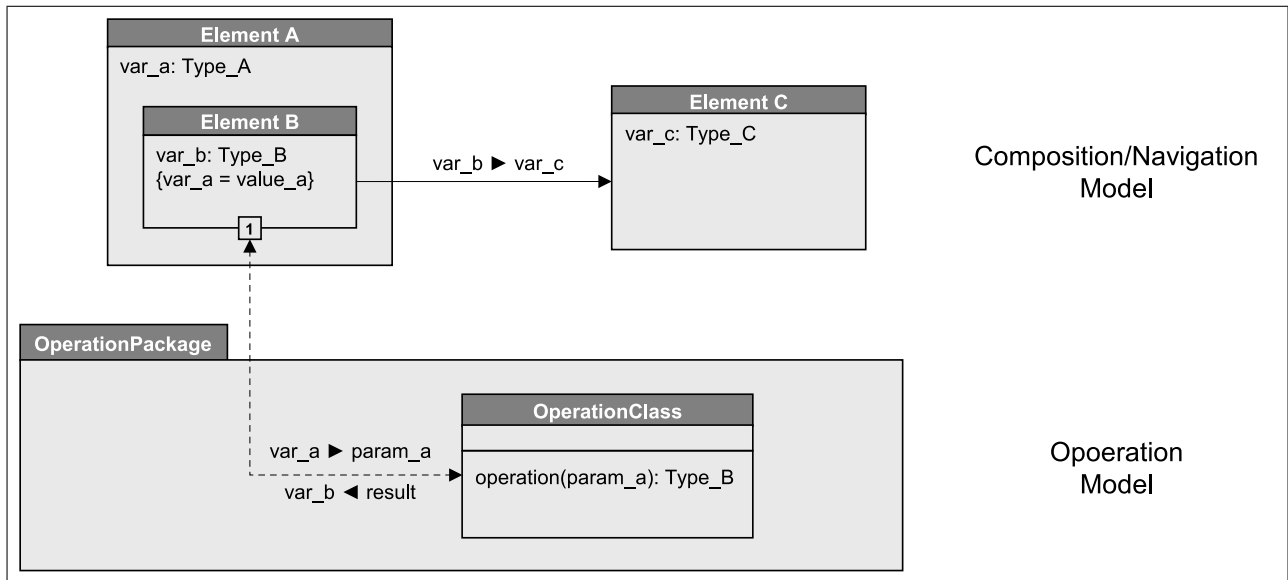 Element A
var_a: Type_A
Element B
var_b: Type_B
{var_a = value_a}
1
var_b ► var_c
Element C
var_c: Type_C
Composition/Navigation
Model
OperationPackage
OperationClass
operation(param_a): Type_B
var_a ► param_a
var_b ◄ result
Opoeration
Model